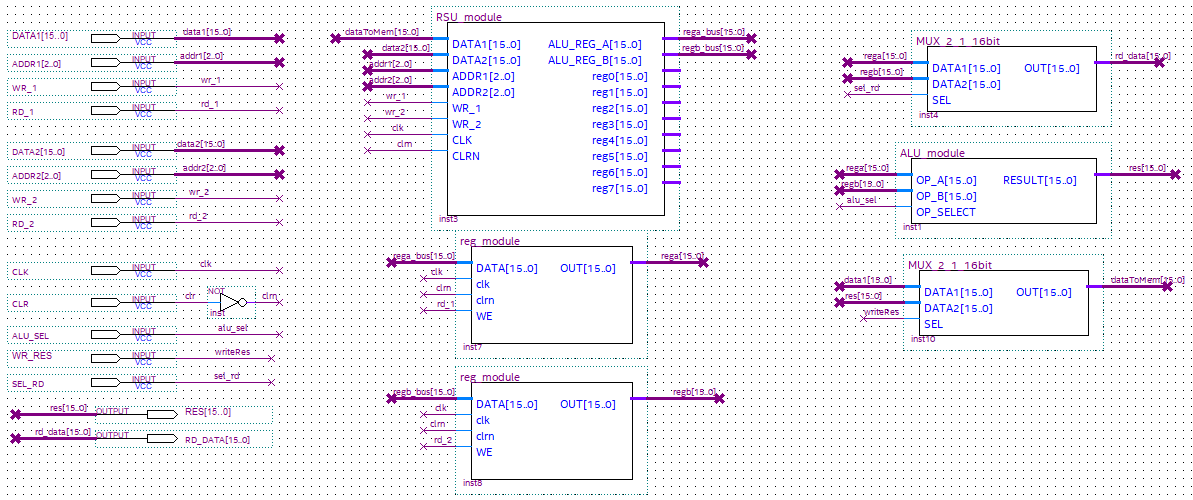 DATA1[15..0] INPUT VCC data1[15..0]
ADDR1[2..0] INPUT VCC addr1[2..0]
WR_1 INPUT VCC wr_1
RD_1 INPUT VCC rd_1
DATA2[15..0] INPUT VCC data2[15..0]
ADDR2[2..0] INPUT VCC addr2[2..0]
WR_2 INPUT VCC wr_2
RD_2 INPUT VCC rd_2
CLK INPUT VCC clk
CLR INPUT VCC clr NOT clrn
inst
ALU_SEL INPUT VCC alu_sel
WR_RES INPUT VCC writeRes
SEL_RD INPUT VCC sel_rd
res[15..0] OUTPUT RES[15..0]
rd_data[15..0] OUTPUT RD_DATA[15..0]
RSU_module
dataToMem[15..0] DATA1[15..0] ALU_REG_A[15..0] rega_bus[15..0]
data2[15..0] DATA2[15..0] ALU_REG_B[15..0] regb_bus[15..0]
addr1[2..0] ADDR1[2..0] reg0[15..0]
addr2[2..0] ADDR2[2..0] reg1[15..0]
wr_1 WR_1 reg2[15..0]
wr_2 WR_2 reg3[15..0]
clk CLK reg4[15..0]
clrn CLRN reg5[15..0]
reg6[15..0]
reg7[15..0]
inst3
reg_module
rega_bus[15..0] DATA[15..0] OUT[15..0] rega[15..0]
clk clk
clrn clrn
rd_1 WE
inst7
reg_module
regb_bus[15..0] DATA[15..0] OUT[15..0] regb[15..0]
clk clk
clrn clrn
rd_2 WE
inst8
MUX_2_1_16bit
rega[15..0] DATA1[15..0] OUT[15..0] rd_data[15..0]
regb[15..0] DATA2[15..0]
sel_rd SEL
inst4
ALU_module
rega[15..0] OP_A[15..0] RESULT[15..0] res[15..0]
regb[15..0] OP_B[15..0]
alu_sel OP_SELECT
inst1
MUX_2_1_16bit
data1[15..0] DATA1[15..0] OUT[15..0] dataToMem[15..0]
res[15..0] DATA2[15..0]
writeRes SEL
inst10